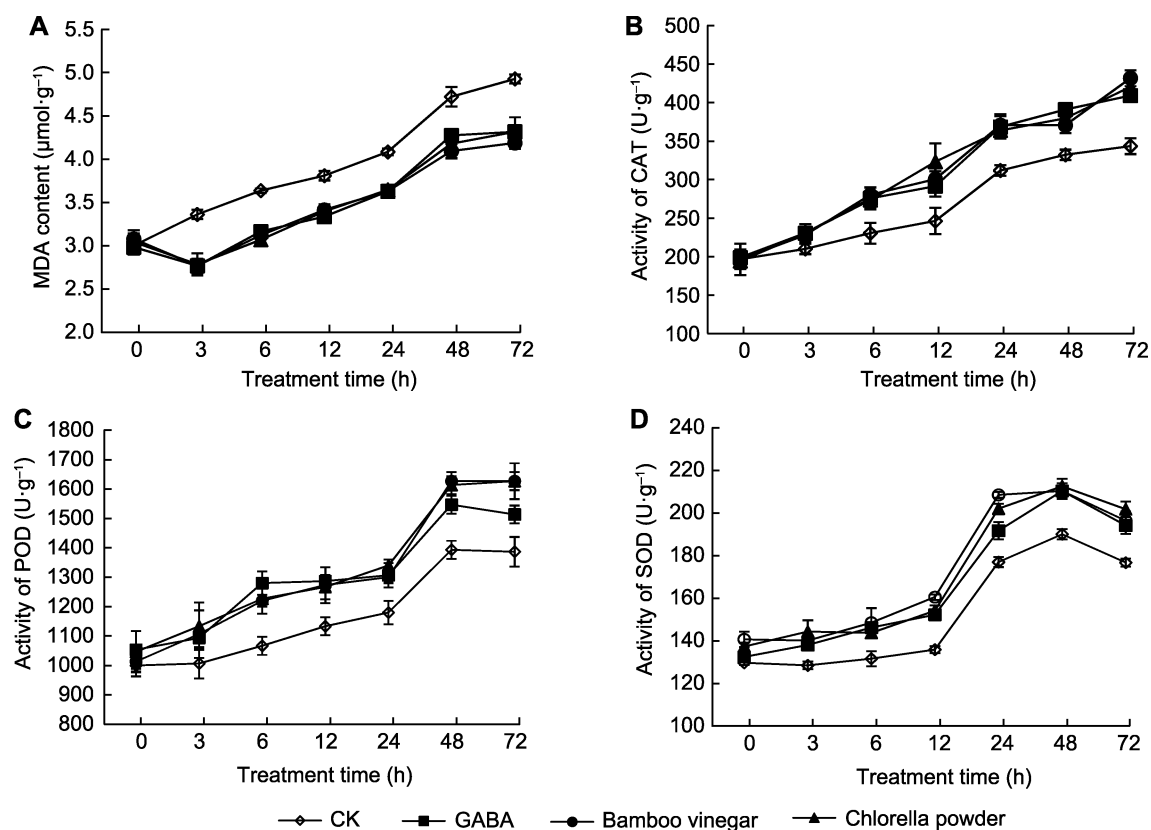 A
MDA content (μmol·g⁻¹)
5.5
5.0
4.5
4.0
3.5
3.0
2.5
2.0
0 3 6 12 24 48 72
Treatment time (h)
B
Activity of CAT (U·g⁻¹)
500
450
400
350
300
250
200
150
100
0 3 6 12 24 48 72
Treatment time (h)
C
Activity of POD (U·g⁻¹)
1800
1700
1600
1500
1400
1300
1200
1100
1000
900
800
0 3 6 12 24 48 72
Treatment time (h)
D
Activity of SOD (U·g⁻¹)
240
220
200
180
160
140
120
100
0 3 6 12 24 48 72
Treatment time (h)
CK GABA Bamboo vinegar Chlorella powder